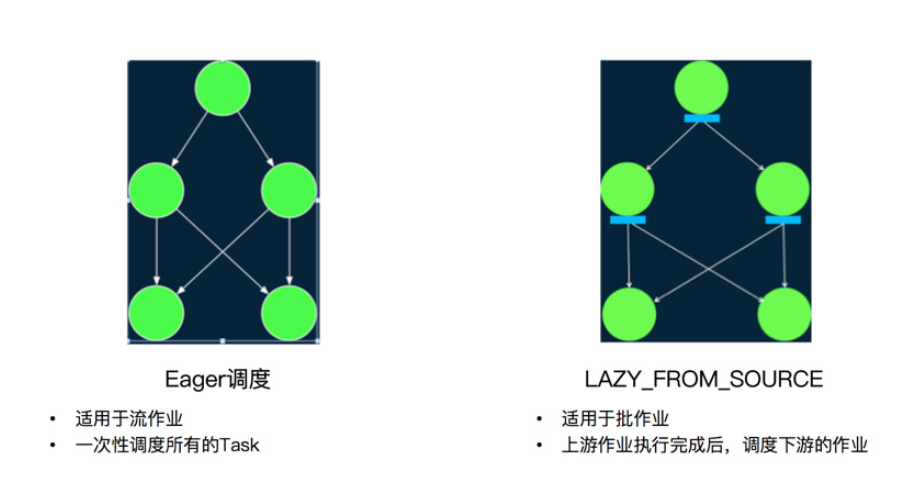 Eager调度
• 适用于流作业
• 一次性调度所有的Task
LAZY_FROM_SOURCE
• 适用于批作业
• 上游作业执行完成后，调度下游的作业